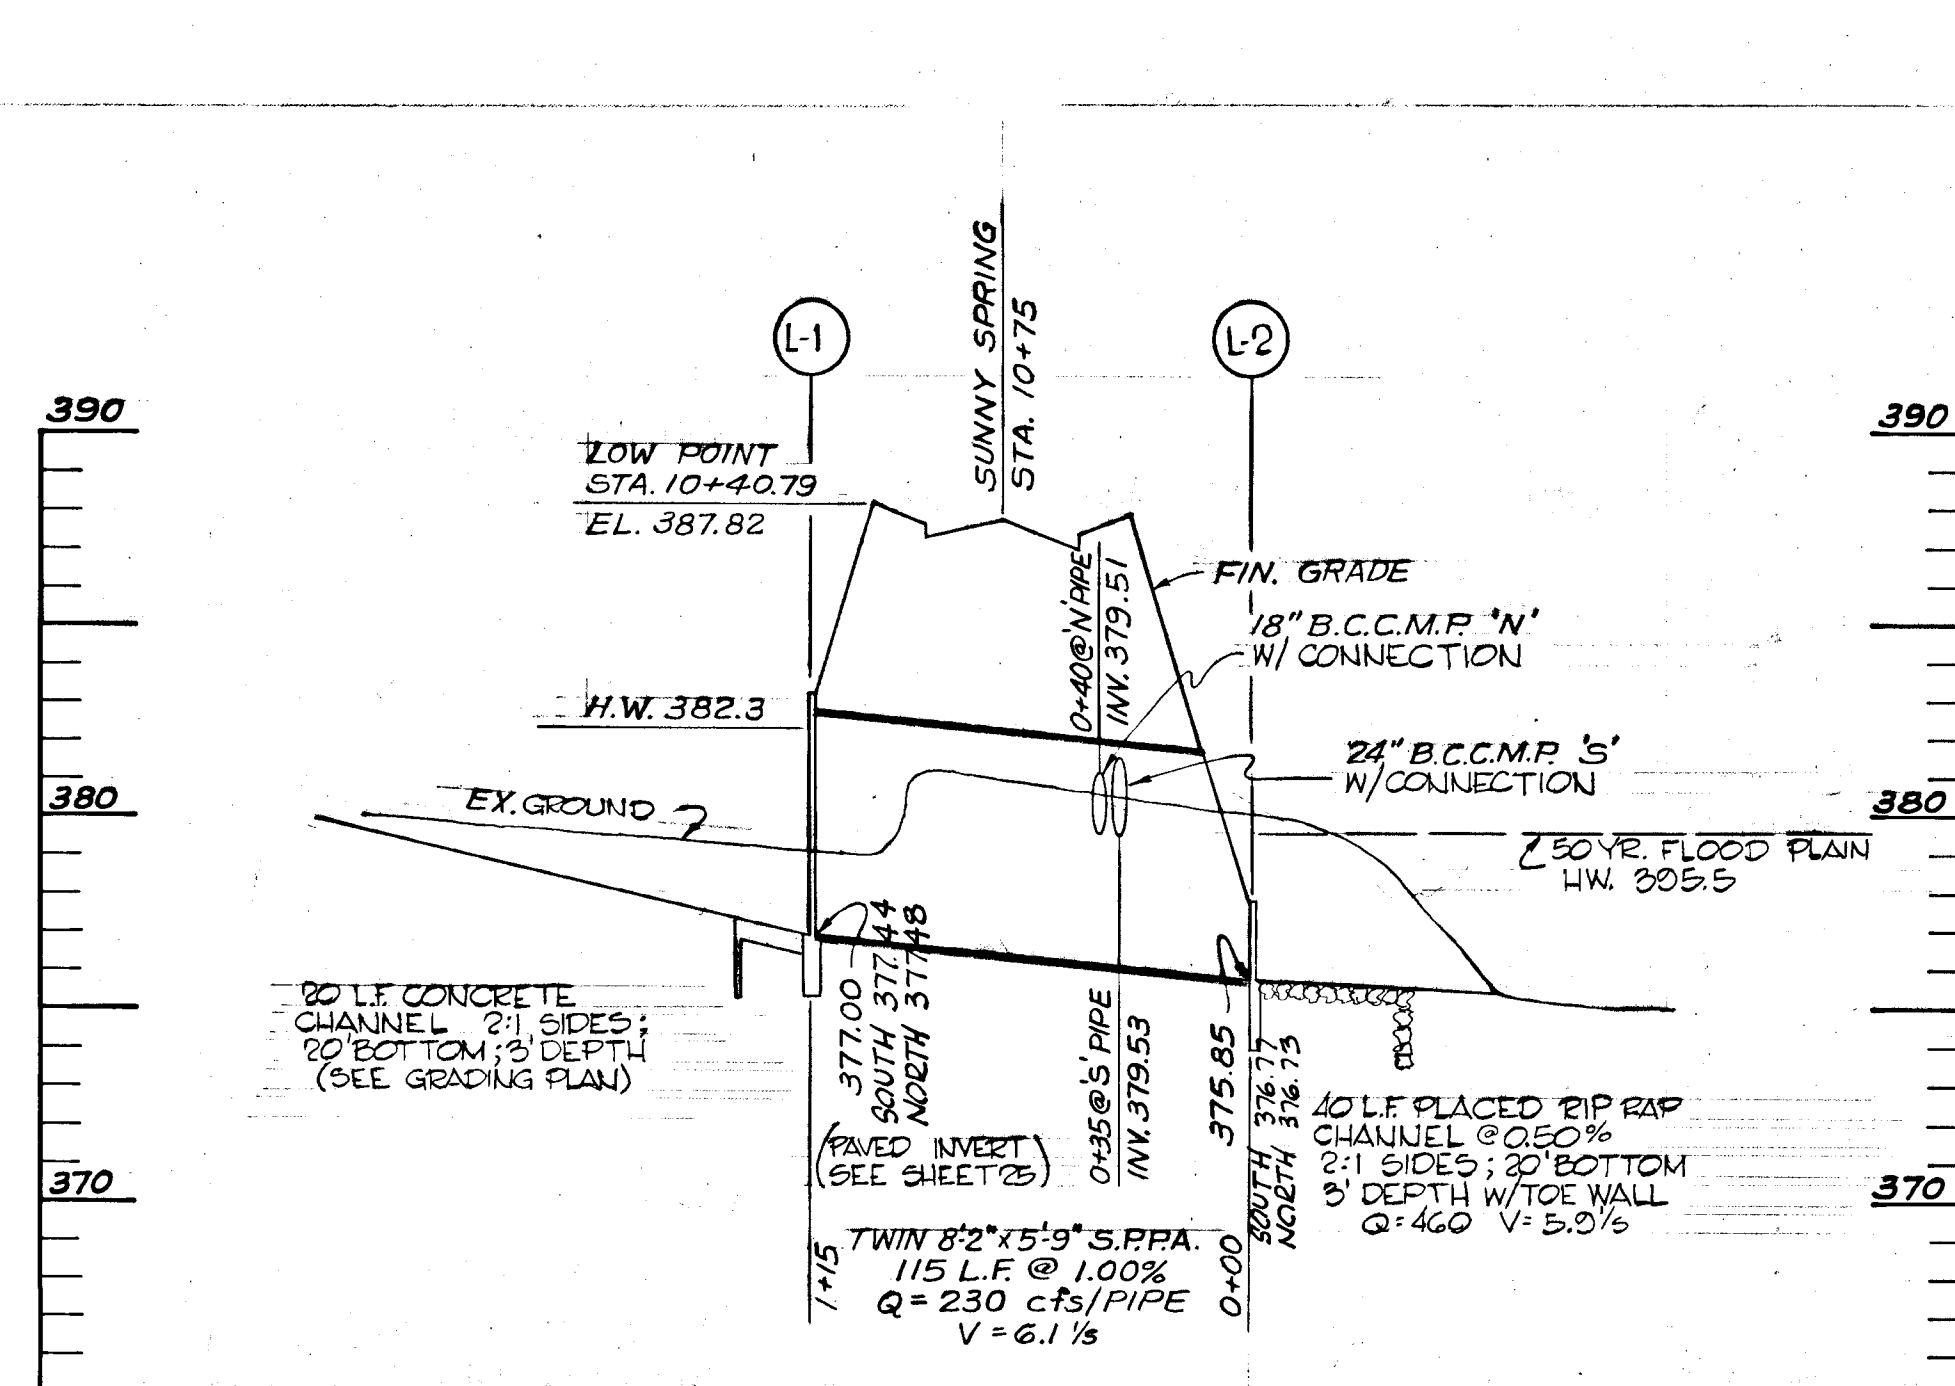 SUNNY SPRING
STA. 10+75
L-1
L-2
390
390
LOW POINT
STA. 10+40.79
EL. 387.82
FIN. GRADE
0+40@'N'PIPE
INV. 379.51
18" B.C.C.M.P. 'N'
W/ CONNECTION
H.W. 382.3
24" B.C.C.M.P. 'S'
W/CONNECTION
380
EX. GROUND
380
50 YR. FLOOD PLAIN
HW. 395.5
377.00
SOUTH 377.44
NORTH 377.48
20 L.F. CONCRETE
CHANNEL 2:1 SIDES;
20' BOTTOM; 3' DEPTH
(SEE GRADING PLAN)
0+35@'S'PIPE
INV. 379.53
375.85
SOUTH 376.77
NORTH 376.73
(PAVED INVERT)
(SEE SHEET 25)
40 L.F. PLACED RIP RAP
CHANNEL @ 0.50%
2:1 SIDES; 20' BOTTOM
3' DEPTH W/TOE WALL
Q=460 V=5.9'/s
370
370
1+15
TWIN 8'-2" x 5'-9" S.P.P.A.
115 L.F. @ 1.00%
Q = 230 cfs/PIPE
V = 6.1 '/s
0+00